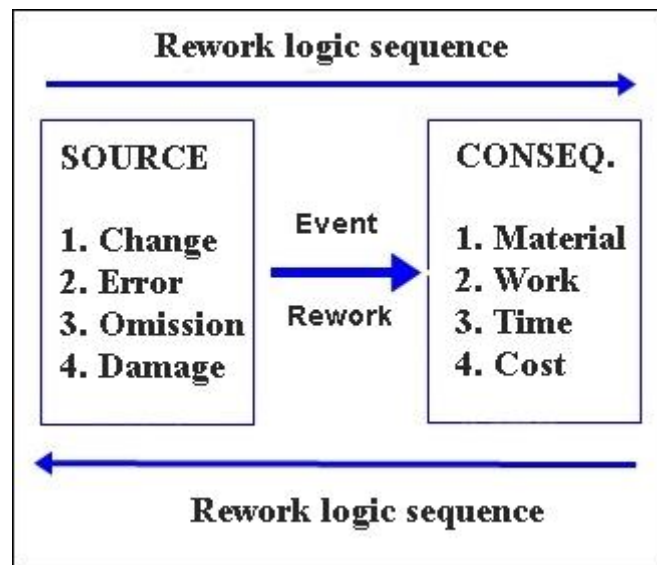 Rework logic sequence
SOURCE
1. Change
2. Error
3. Omission
4. Damage
Event
Rework
CONSEQ.
1. Material
2. Work
3. Time
4. Cost
Rework logic sequence